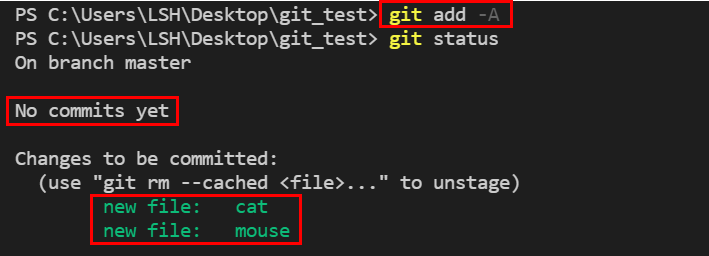 PS C:\Users\LSH\Desktop\git_test> git add -A
PS C:\Users\LSH\Desktop\git_test> git status
On branch master
No commits yet
Changes to be committed:
(use "git rm --cached <file>..." to unstage)
new file: cat
new file: mouse